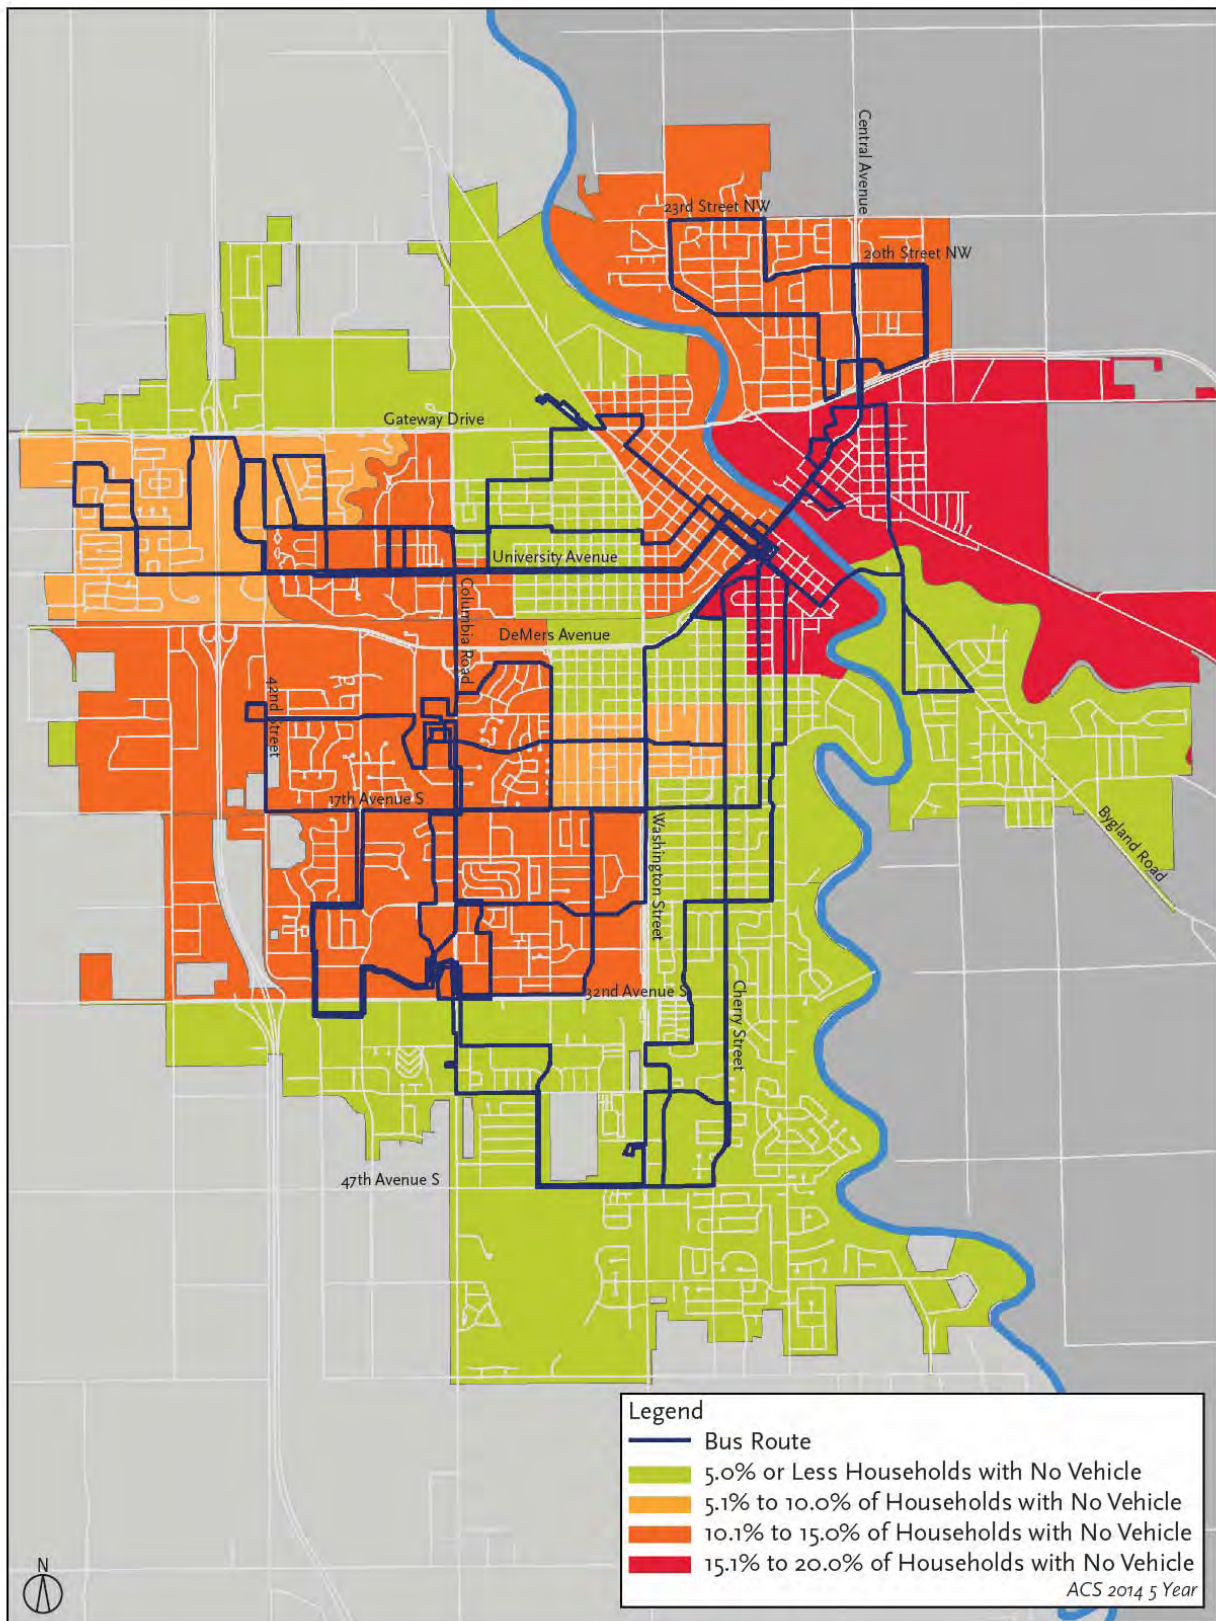 Central Avenue
23rd Street NW
20th Street NW
Gateway Drive
University Avenue
Columbia Road
DeMers Avenue
42nd Street
17th Avenue S
Washington Street
Bygland Road
32nd Avenue S
Cherry Street
47th Avenue S
Legend
Bus Route
5.0% or Less Households with No Vehicle
5.1% to 10.0% of Households with No Vehicle
10.1% to 15.0% of Households with No Vehicle
15.1% to 20.0% of Households with No Vehicle
ACS 2014 5 Year
N